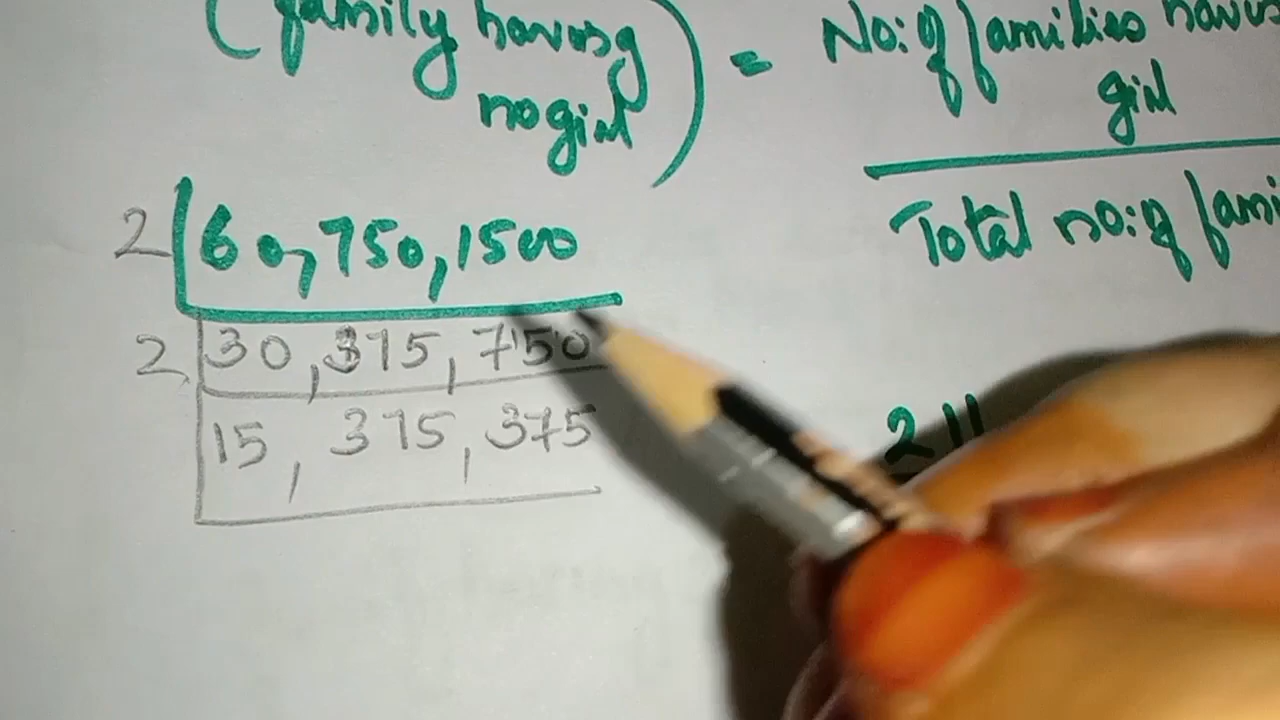 (family having = No: of families having
no girl) girl
Total no: of fami
2 | 60, 750, 1500
2 | 30, 375, 750
15, 375, 375
211